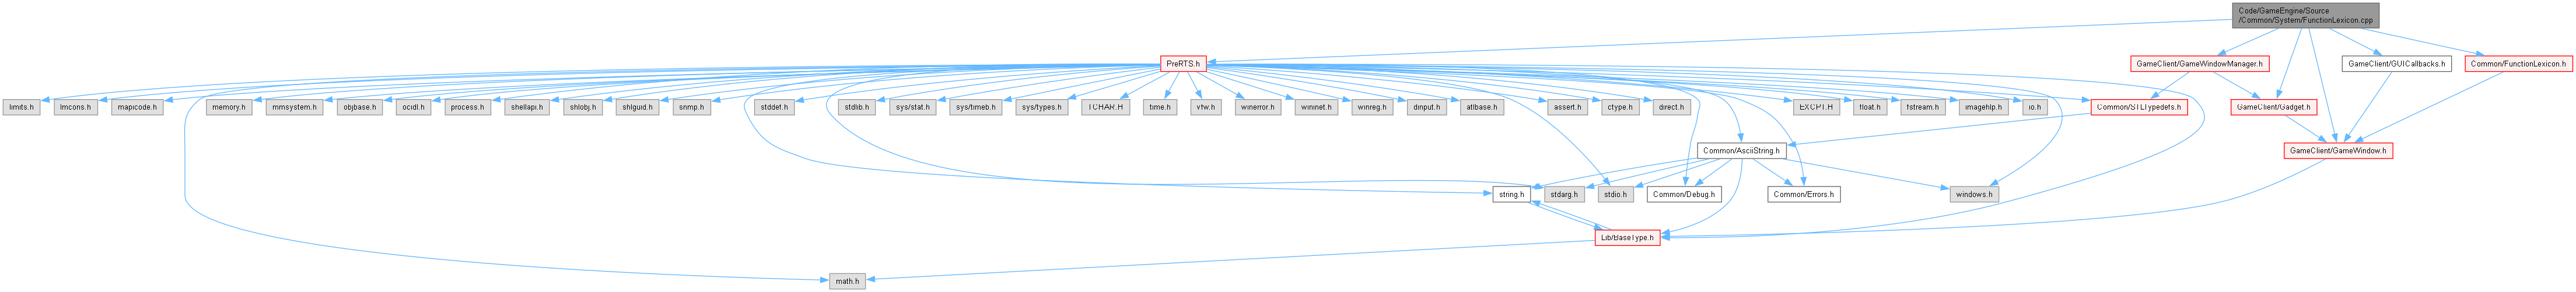 Code/GameEngine/Source
/Common/System/FunctionLexicon.cpp
PreRTS.h
GameClient/GameWindowManager.h
GameClient/GUICallbacks.h
Common/FunctionLexicon.h
limits.h
lmcons.h
mapicode.h
memory.h
mmsystem.h
objbase.h
ocidl.h
process.h
shellapi.h
shlobj.h
shlguid.h
snmp.h
stddef.h
stdlib.h
sys/stat.h
sys/timeb.h
sys/types.h
TCHAR.H
time.h
vfw.h
winerror.h
winnet.h
winreg.h
dinput.h
atlbase.h
assert.h
ctype.h
direct.h
EXCPT.H
float.h
fstream.h
imagehlp.h
io.h
Common/STLTypedefs.h
GameClient/Gadget.h
Common/AsciiString.h
GameClient/GameWindow.h
string.h
stdarg.h
stdio.h
Common/Debug.h
Common/Errors.h
windows.h
Lib/BaseType.h
math.h